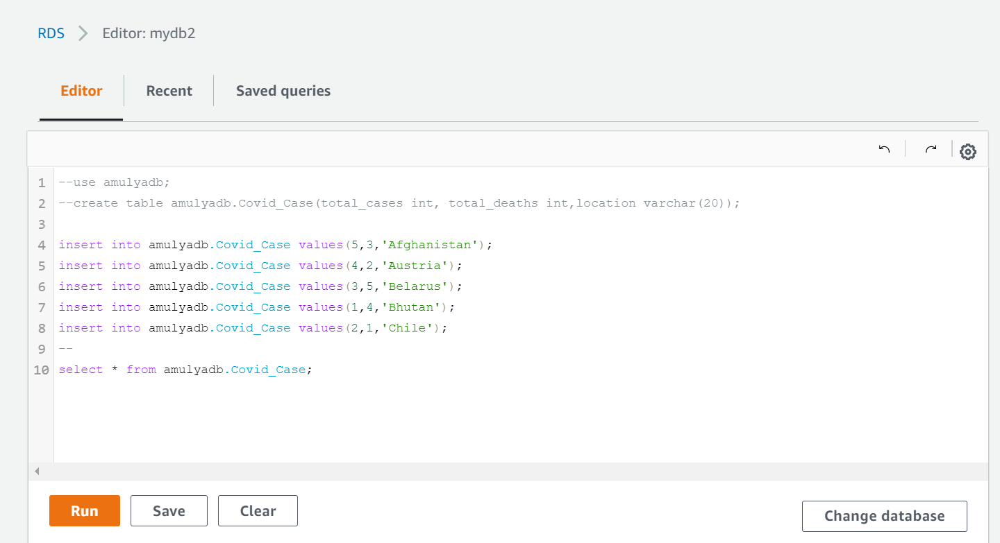 RDS > Editor: mydb2
Editor Recent Saved queries
1 --use amulyadb;
2 --create table amulyadb.Covid_Case(total_cases int, total_deaths int,location varchar(20));
3
4 insert into amulyadb.Covid_Case values(5,3,'Afghanistan');
5 insert into amulyadb.Covid_Case values(4,2,'Austria');
6 insert into amulyadb.Covid_Case values(3,5,'Belarus');
7 insert into amulyadb.Covid_Case values(1,4,'Bhutan');
8 insert into amulyadb.Covid_Case values(2,1,'Chile');
9 --
10 select * from amulyadb.Covid_Case;
Run Save Clear Change database